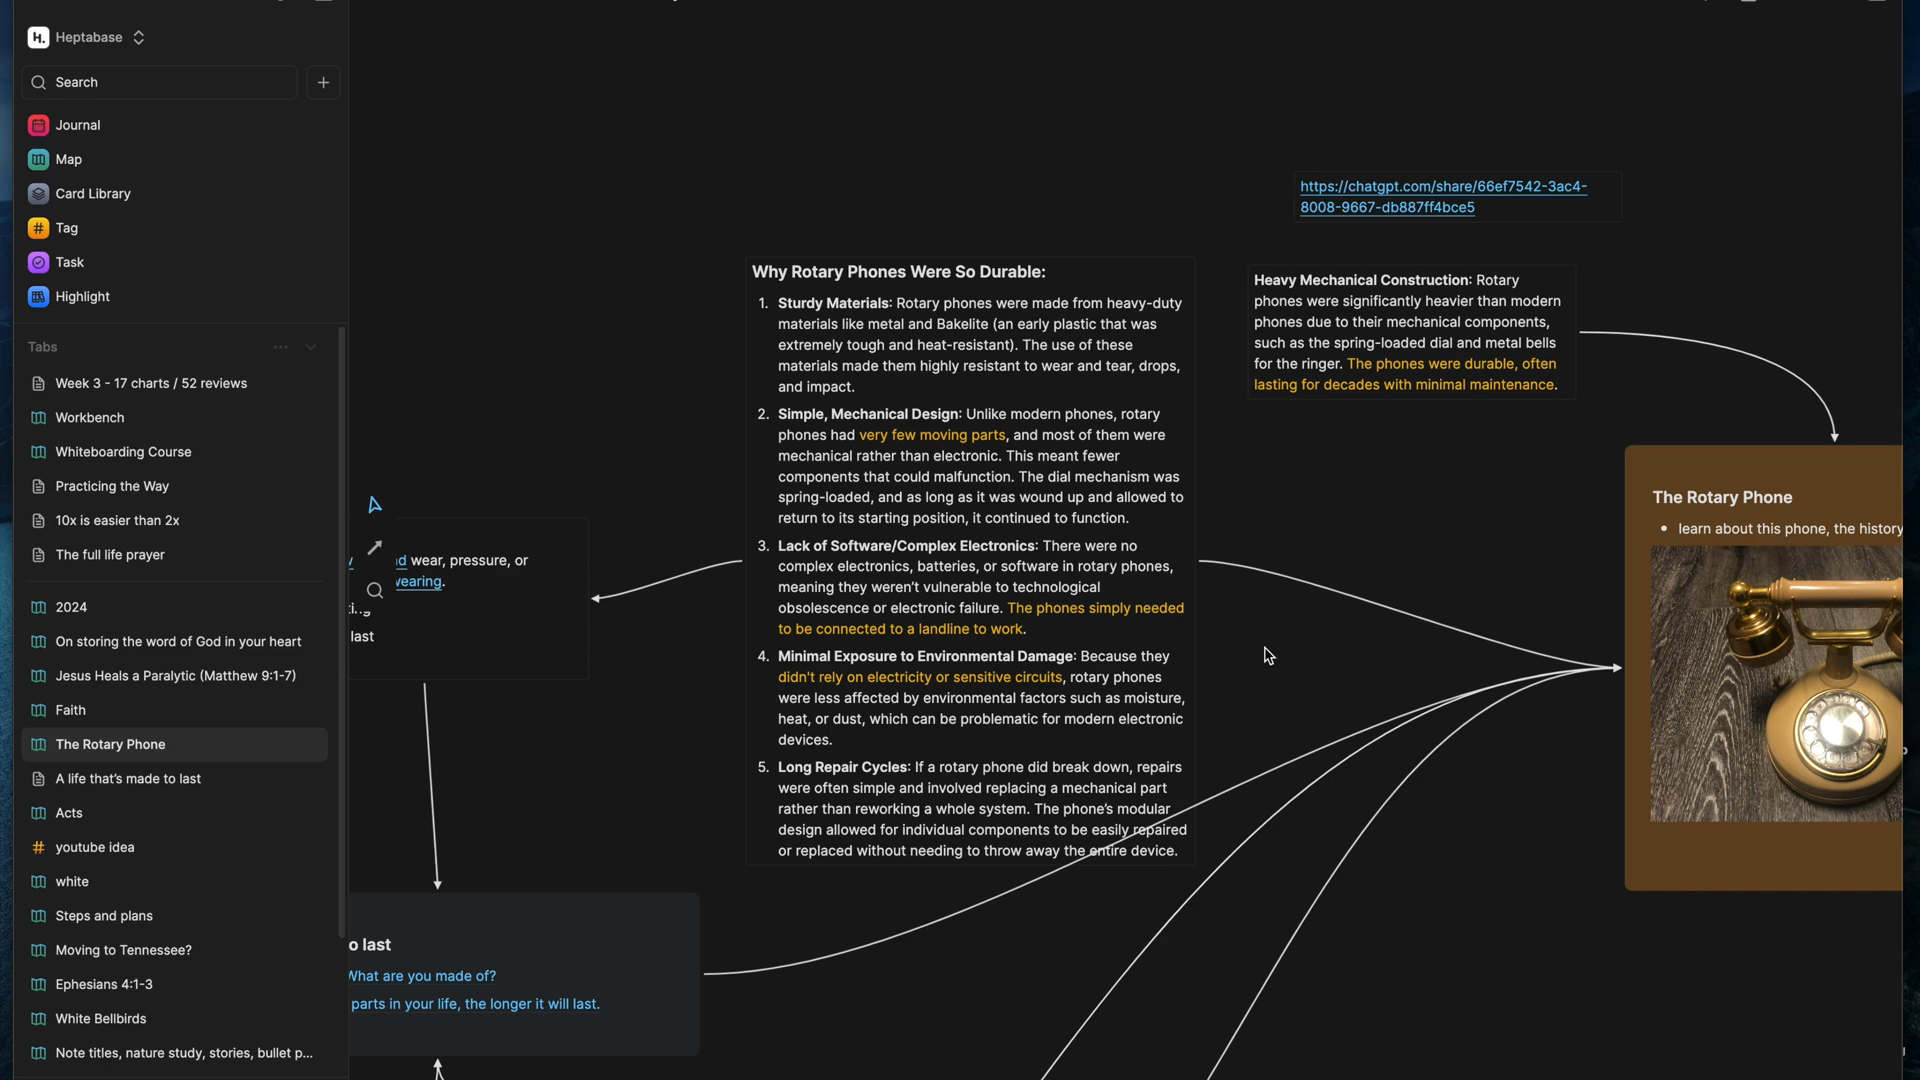 Heptabase
Search
Journal
Map
Card Library
Tag
Task
Highlight
Tabs
Week 3 - 17 charts / 52 reviews
Workbench
Whiteboarding Course
Practicing the Way
10x is easier than 2x
The full life prayer
2024
On storing the word of God in your heart
Jesus Heals a Paralytic (Matthew 9:1-7)
Faith
The Rotary Phone
A life that's made to last
Acts
youtube idea
white
Steps and plans
Moving to Tennessee?
Ephesians 4:1-3
White Bellbirds
Note titles, nature study, stories, bullet p...
wear, pressure, or
wearing.
last
o last
What are you made of?
parts in your life, the longer it will last.
Why Rotary Phones Were So Durable:
1. Sturdy Materials: Rotary phones were made from heavy-duty
materials like metal and Bakelite (an early plastic that was
extremely tough and heat-resistant). The use of these
materials made them highly resistant to wear and tear, drops,
and impact.
2. Simple, Mechanical Design: Unlike modern phones, rotary
phones had very few moving parts, and most of them were
mechanical rather than electronic. This meant fewer
components that could malfunction. The dial mechanism was
spring-loaded, and as long as it was wound up and allowed to
return to its starting position, it continued to function.
3. Lack of Software/Complex Electronics: There were no
complex electronics, batteries, or software in rotary phones,
meaning they weren't vulnerable to technological
obsolescence or electronic failure. The phones simply needed
to be connected to a landline to work.
4. Minimal Exposure to Environmental Damage: Because they
didn't rely on electricity or sensitive circuits, rotary phones
were less affected by environmental factors such as moisture,
heat, or dust, which can be problematic for modern electronic
devices.
5. Long Repair Cycles: If a rotary phone did break down, repairs
were often simple and involved replacing a mechanical part
rather than reworking a whole system. The phone's modular
design allowed for individual components to be easily repaired
or replaced without needing to throw away the entire device.
https://chatgpt.com/share/66ef7542-3ac4-
8008-9667-db887ff4bce5
Heavy Mechanical Construction: Rotary
phones were significantly heavier than modern
phones due to their mechanical components,
such as the spring-loaded dial and metal bells
for the ringer. The phones were durable, often
lasting for decades with minimal maintenance.
The Rotary Phone
• learn about this phone, the history